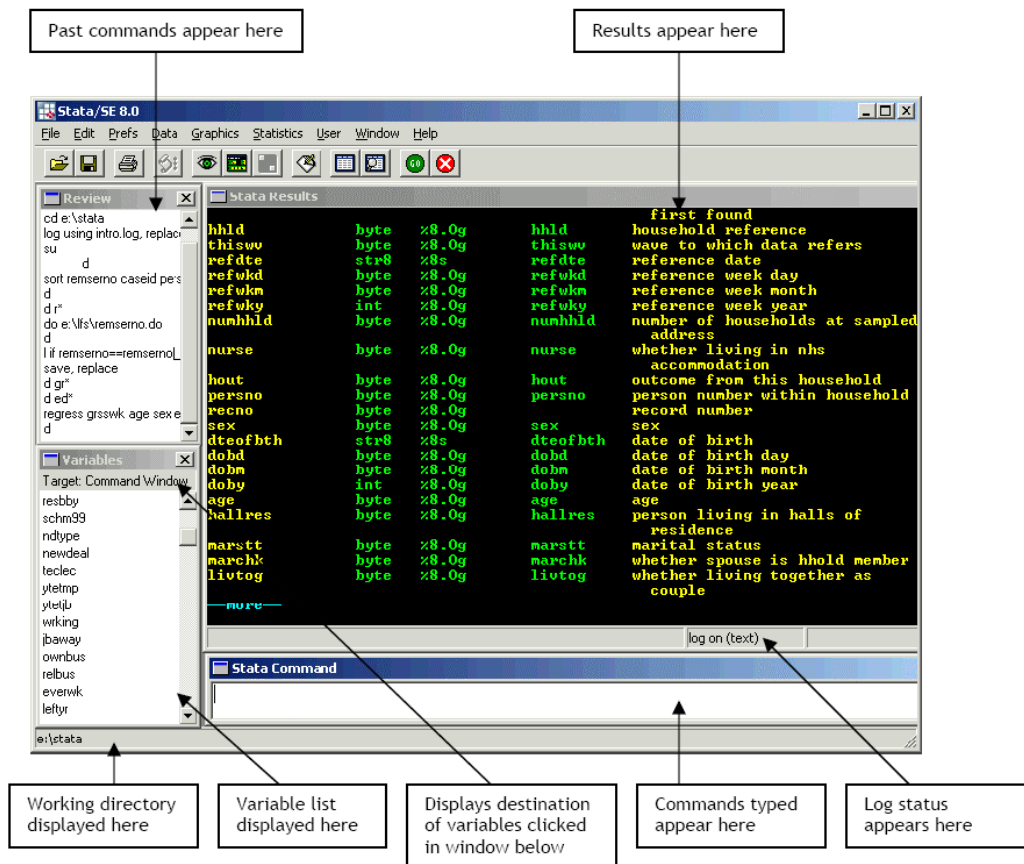 Past commands appear here
Results appear here
Stata/SE 8.0
File Edit Prefs Data Graphics Statistics User Window Help
GO
Review
cd e:\stata
log using intro.log, replac
su
d
sort remserno caseid pers
d
d r*
do e:\lfs\remserno.do
d
l if remserno==remserno[_
save, replace
d gr*
d ed*
regress grsswk age sex e
d
Variables
Target: Command Window
resbby
schm99
ndtype
newdeal
teclec
ytetmp
ytetjb
wrking
jbaway
ownbus
relbus
everwk
leftyr
Stata Results
first found
hhld byte %8.0g hhld household reference
thiswv byte %8.0g thiswv wave to which data refers
refdte str8 %8s refdte reference date
refwkd byte %8.0g refwkd reference week day
refwkm byte %8.0g refwkm reference week month
refwky int %8.0g refwky reference week year
numhhld byte %8.0g numhhld number of households at sampled
address
nurse byte %8.0g nurse whether living in nhs
accommodation
hout byte %8.0g hout outcome from this household
persno byte %8.0g persno person number within household
recno byte %8.0g record number
sex byte %8.0g sex sex
dteofbth str8 %8s dteofbth date of birth
dobd byte %8.0g dobd date of birth day
dobm byte %8.0g dobm date of birth month
doby int %8.0g doby date of birth year
age byte %8.0g age age
hallres byte %8.0g hallres person living in halls of
residence
marstt byte %8.0g marstt marital status
marchk byte %8.0g marchk whether spouse is hhold member
livtog byte %8.0g livtog whether living together as
couple
—more—
log on (text)
Stata Command
e:\stata
Working directory
displayed here
Variable list
displayed here
Displays destination
of variables clicked
in window below
Commands typed
appear here
Log status
appears here